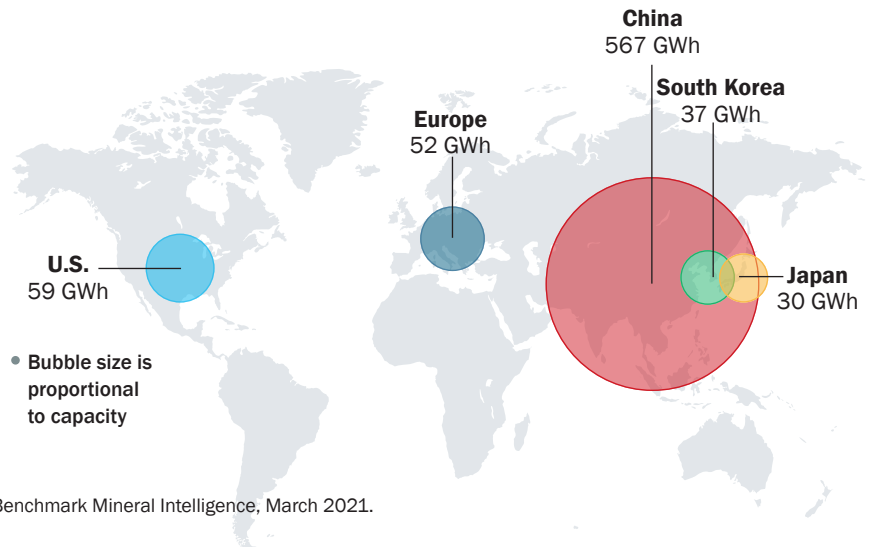 China
567 GWh
South Korea
37 GWh
Europe
52 GWh
U.S.
59 GWh
Japan
30 GWh
Bubble size is
proportional
to capacity
Benchmark Mineral Intelligence, March 2021.